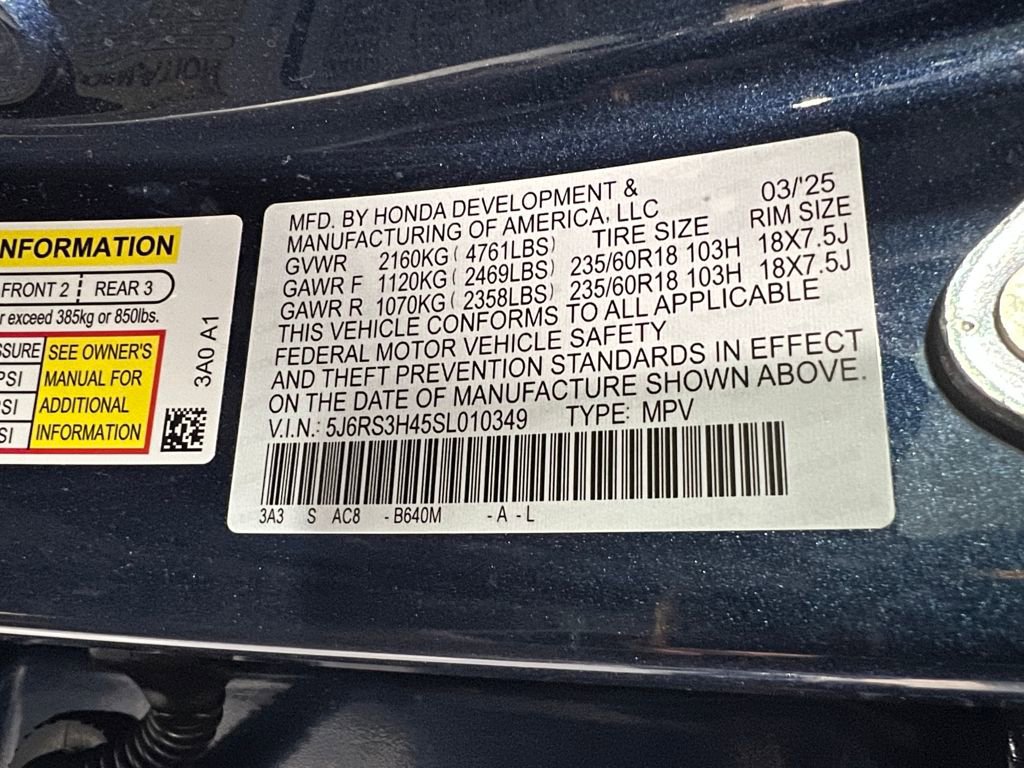 NFORMATION
FRONT 2 REAR 3
r exceed 385kg or 850lbs.
SSURE SEE OWNER'S
PSI MANUAL FOR
PSI ADDITIONAL
SI INFORMATION
3A0 A1
MFD. BY HONDA DEVELOPMENT & 03/'25
MANUFACTURING OF AMERICA, LLC
TIRE SIZE RIM SIZE
GVWR 2160KG ( 4761LBS)
GAWR F 1120KG ( 2469LBS) 235/60R18 103H 18X7.5J
GAWR R 1070KG ( 2358LBS) 235/60R18 103H 18X7.5J
THIS VEHICLE CONFORMS TO ALL APPLICABLE
FEDERAL MOTOR VEHICLE SAFETY
AND THEFT PREVENTION STANDARDS IN EFFECT
ON THE DATE OF MANUFACTURE SHOWN ABOVE.
V.I.N.: 5J6RS3H45SL010349 TYPE: MPV
3A3 S AC8 - B640M - A - L